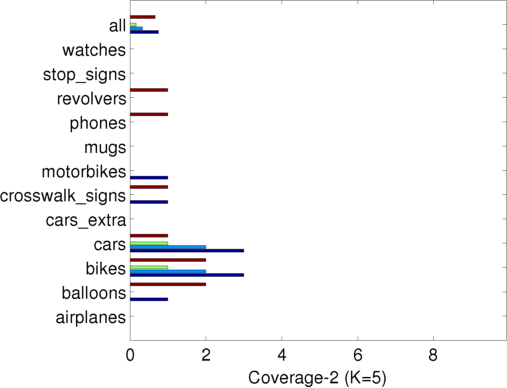 all
watches
stop_signs
revolvers
phones
mugs
motorbikes
crosswalk_signs
cars_extra
cars
bikes
balloons
airplanes
0 2 4 6 8
Coverage-2 (K=5)